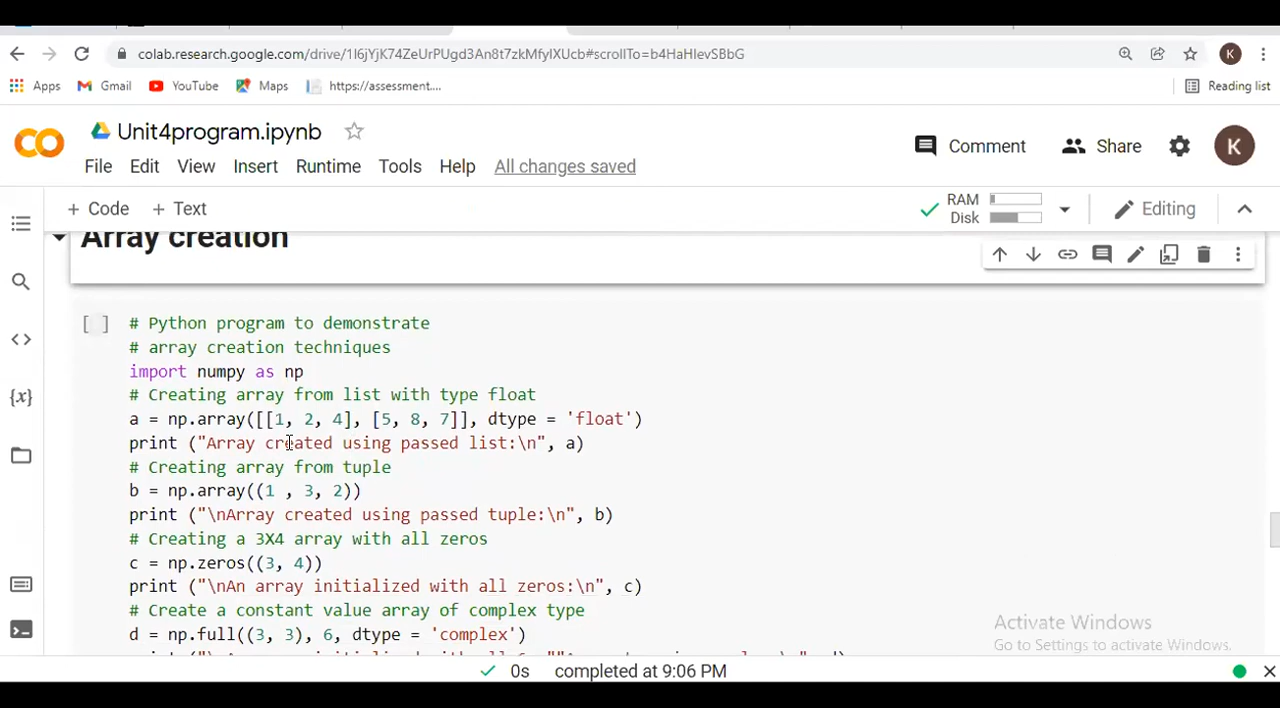 colab.research.google.com/drive/1I6jYjK74ZeUrPUgd3An8t7zkMfyIXUcb#scrollTo=b4HaHIevSBbG
K
Apps Gmail YouTube Maps https://assessment.... Reading list
CO Unit4program.ipynb
File Edit View Insert Runtime Tools Help All changes saved
Comment Share K
+ Code + Text
RAM
Disk
Editing
Array creation
[ ] # Python program to demonstrate
# array creation techniques
import numpy as np
# Creating array from list with type float
a = np.array([[1, 2, 4], [5, 8, 7]], dtype = 'float')
print ("Array created using passed list:\n", a)
# Creating array from tuple
b = np.array((1 , 3, 2))
print ("\nArray created using passed tuple:\n", b)
# Creating a 3X4 array with all zeros
c = np.zeros((3, 4))
print ("\nAn array initialized with all zeros:\n", c)
# Create a constant value array of complex type
d = np.full((3, 3), 6, dtype = 'complex')
Activate Windows
Go to Settings to activate Windows.
0s completed at 9:06 PM